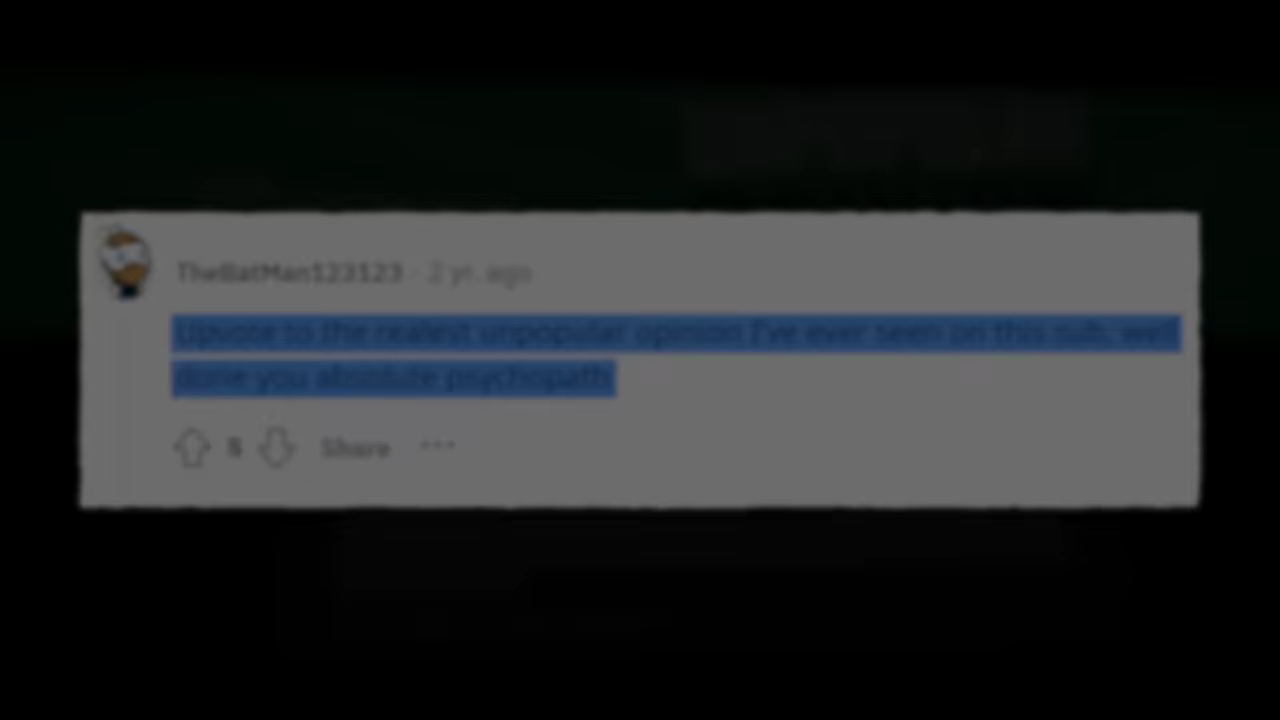 TheBatMan123123 · 2 yr. ago
Upvote to the realest unpopular opinion I've ever seen on this sub, well
done you absolute psychopath
5 Share ...